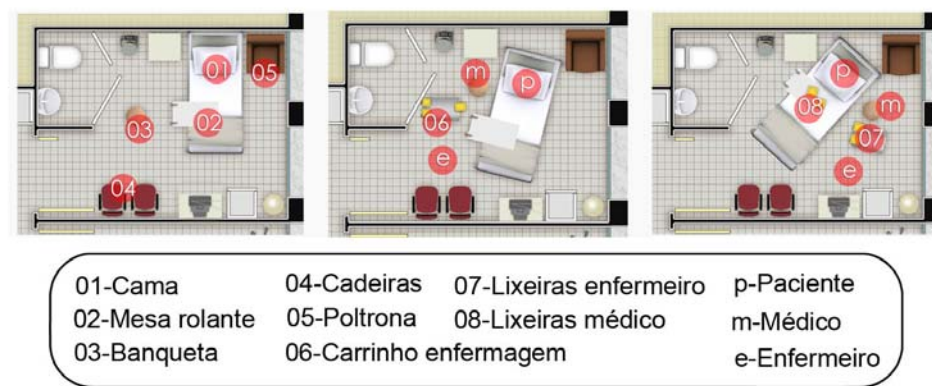 01
05
02
03
04
m
p
06
e
p
08
m
07
e
01-Cama
02-Mesa rolante
03-Banqueta
04-Cadeiras
05-Poltrona
06-Carrinho enfermagem
07-Lixeiras enfermeiro
08-Lixeiras médico
p-Paciente
m-Médico
e-Enfermeiro